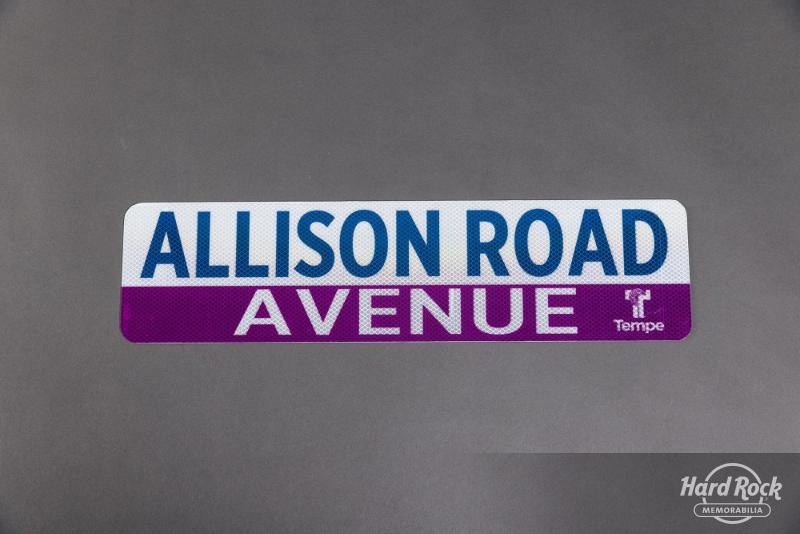 ALLISON ROAD
AVENUE
Tempe
Hard Rock
MEMORABILIA